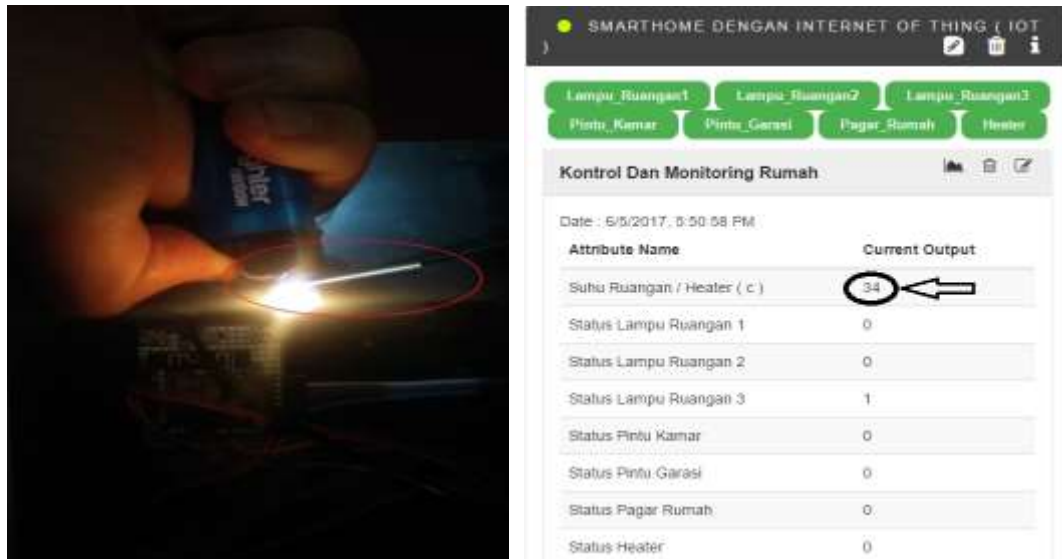 SMARTHOME DENGAN INTERNET OF THING ( IOT
)
Lampu_Ruangan1 Lampu_Ruangan2 Lampu_Ruangan3
Pintu_Kamar Pintu_Garasi Pagar_Rumah Heater
Kontrol Dan Monitoring Rumah
Date : 6/5/2017, 5:50:58 PM
Attribute Name Current Output
Suhu Ruangan / Heater ( c ) 34
Status Lampu Ruangan 1 0
Status Lampu Ruangan 2 0
Status Lampu Ruangan 3 1
Status Pintu Kamar 0
Status Pintu Garasi 0
Status Pagar Rumah 0
Status Heater 0